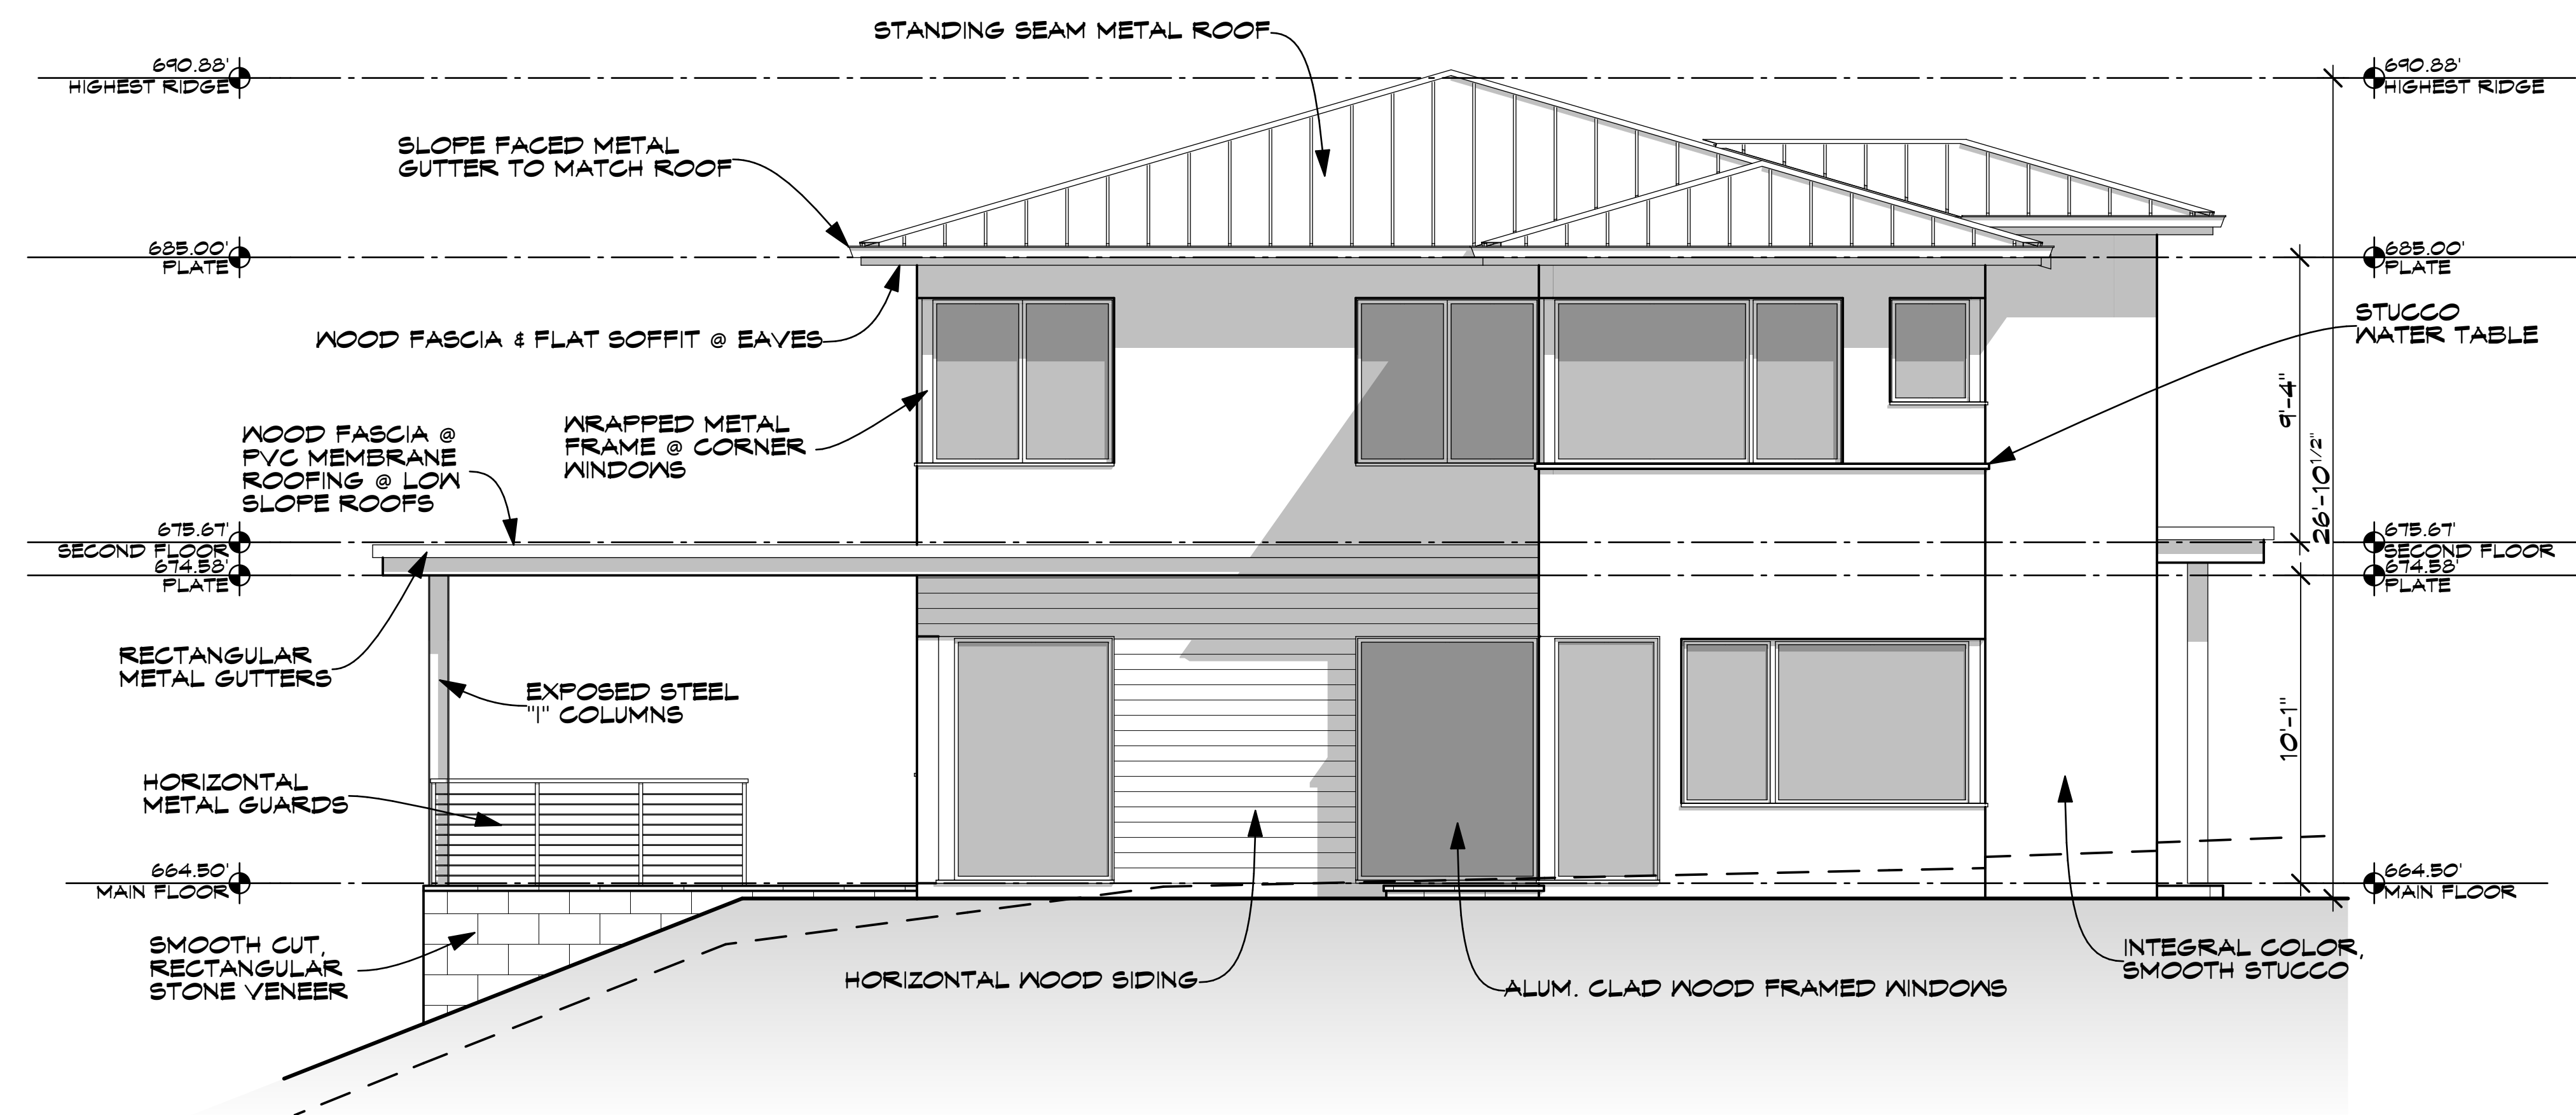 STANDING SEAM METAL ROOF
690.88'
HIGHEST RIDGE
690.88'
HIGHEST RIDGE
SLOPE FACED METAL
GUTTER TO MATCH ROOF
685.00'
PLATE
685.00'
PLATE
WOOD FASCIA & FLAT SOFFIT @ EAVES
STUCCO
WATER TABLE
WRAPPED METAL
FRAME @ CORNER
WINDOWS
WOOD FASCIA @
PVC MEMBRANE
ROOFING @ LOW
SLOPE ROOFS
9'-4"
26'-10 1/2"
675.67'
SECOND FLOOR
674.58'
PLATE
675.67'
SECOND FLOOR
674.58'
PLATE
RECTANGULAR
METAL GUTTERS
EXPOSED STEEL
"I" COLUMNS
10'-1"
HORIZONTAL
METAL GUARDS
664.50'
MAIN FLOOR
664.50'
MAIN FLOOR
SMOOTH CUT,
RECTANGULAR
STONE VENEER
HORIZONTAL WOOD SIDING
ALUM. CLAD WOOD FRAMED WINDOWS
INTEGRAL COLOR,
SMOOTH STUCCO